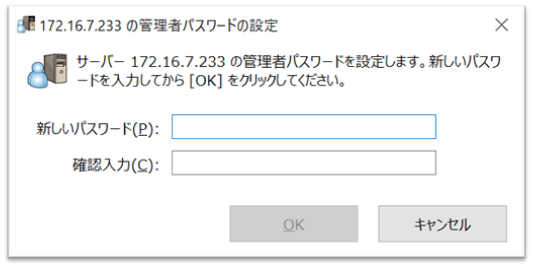 172.16.7.233 の管理者パスワードの設定
サーバー 172.16.7.233 の管理者パスワードを設定します。新しいパスワ
ードを入力してから [OK] をクリックしてください。
新しいパスワード(P):
確認入力(C):
OK キャンセル